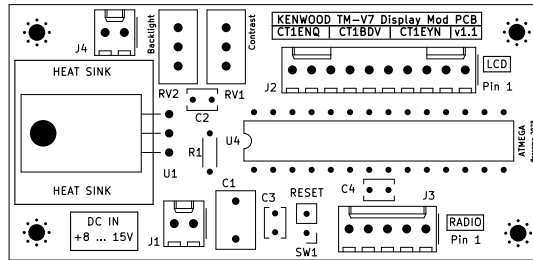 KENWOOD TM-V7 Display Mod PCB
CT1ENQ | CT1BDV | CT1EYN | v1.1
J4
Backlight
Contrast
HEAT SINK
LCD
J2
Pin 1
RV2
RV1
C2
U4
ATMEGA
R1
U1
HEAT SINK
C1
C3
RESET
C4
J3
DC IN
+8 ... 15V
J1
SW1
RADIO
Pin 1